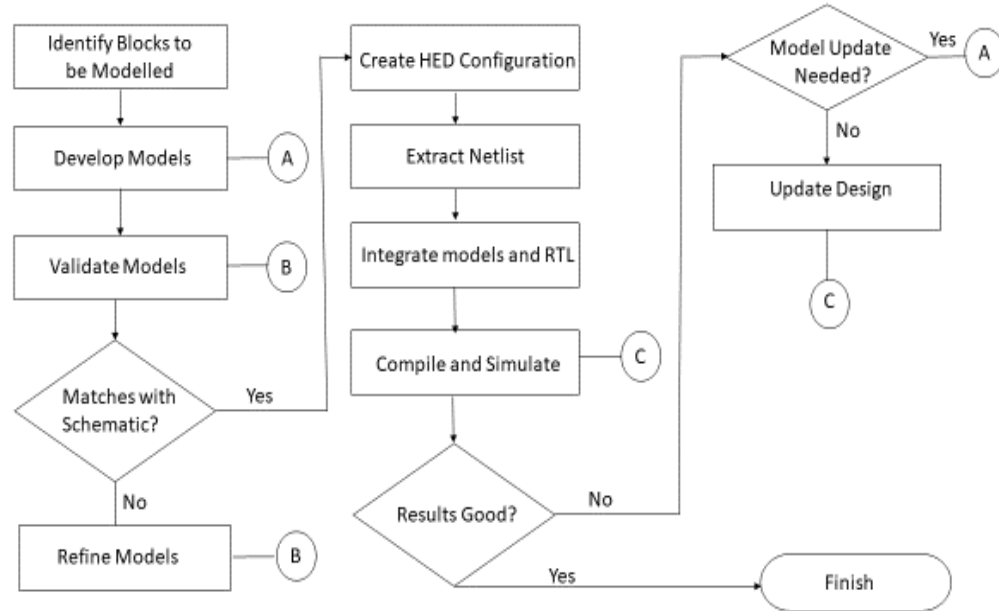 Identify Blocks to
be Modelled
Develop Models
A
Validate Models
B
Matches with
Schematic?
Yes
No
Refine Models
B
Create HED Configuration
Extract Netlist
Integrate models and RTL
Compile and Simulate
C
Results Good?
No
Yes
Finish
Model Update
Needed?
Yes
A
No
Update Design
C